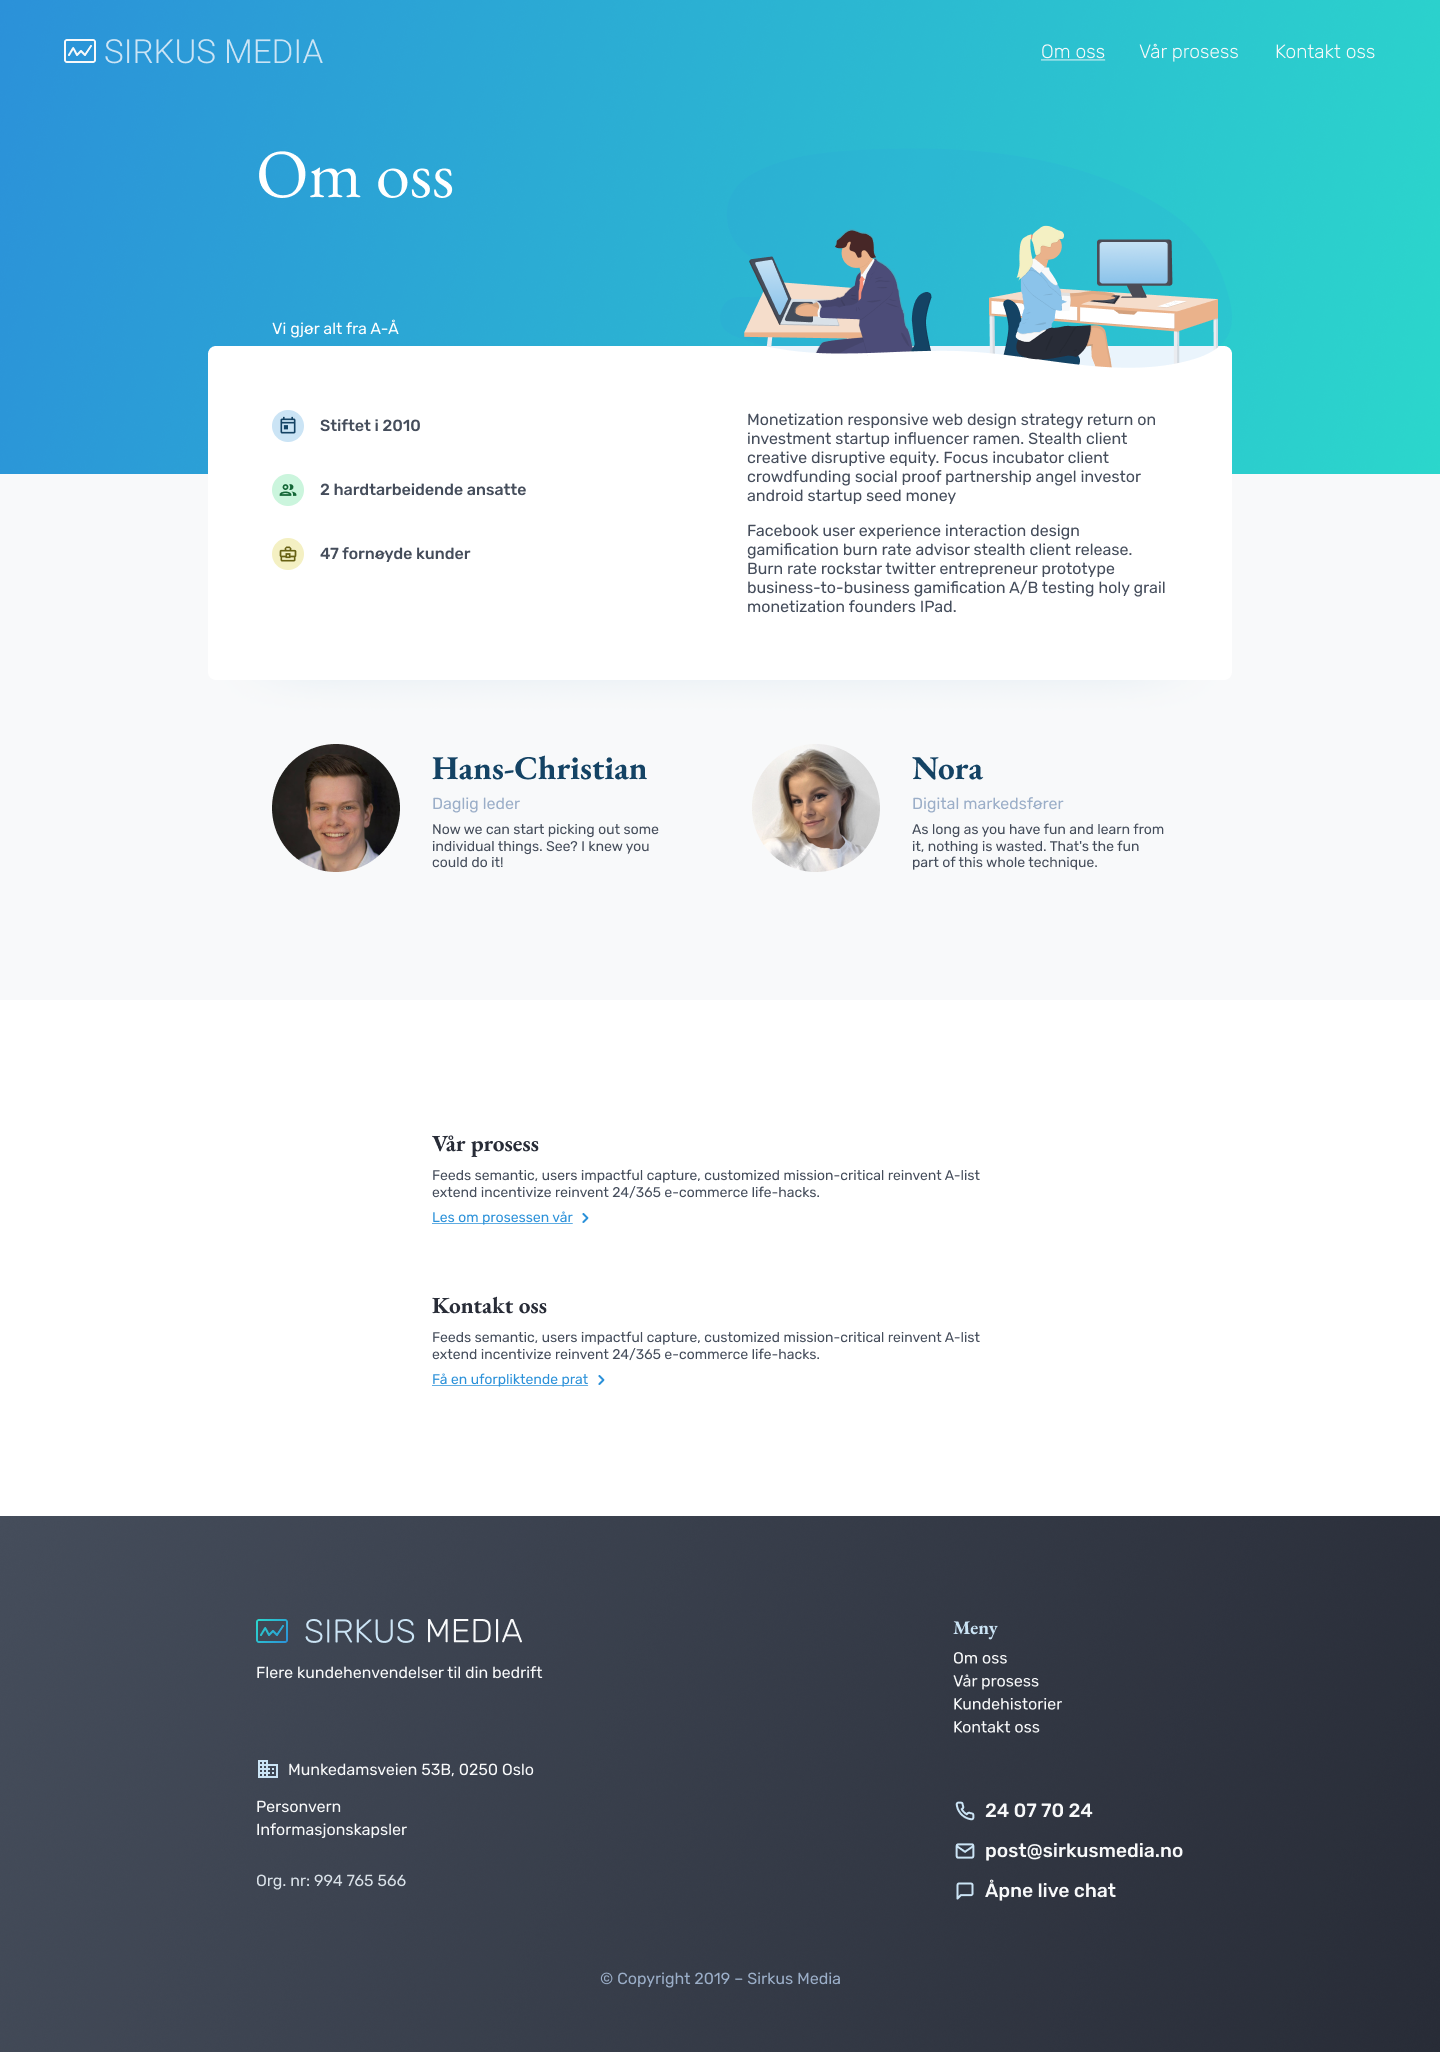 SIRKUS MEDIA
Om oss
Vår prosess
Kontakt oss
Om oss
Vi gjør alt fra A-Å
Stiftet i 2010
2 hardtarbeidende ansatte
47 fornøyde kunder
Monetization responsive web design strategy return on
investment startup influencer ramen. Stealth client
creative disruptive equity. Focus incubator client
crowdfunding social proof partnership angel investor
android startup seed money
Facebook user experience interaction design
gamification burn rate advisor stealth client release.
Burn rate rockstar twitter entrepreneur prototype
business-to-business gamification A/B testing holy grail
monetization founders IPad.
Hans-Christian
Daglig leder
Now we can start picking out some
individual things. See? I knew you
could do it!
Nora
Digital markedsfører
As long as you have fun and learn from
it, nothing is wasted. That's the fun
part of this whole technique.
Vår prosess
Feeds semantic, users impactful capture, customized mission-critical reinvent A-list
extend incentivize reinvent 24/365 e-commerce life-hacks.
Les om prosessen vår
Kontakt oss
Feeds semantic, users impactful capture, customized mission-critical reinvent A-list
extend incentivize reinvent 24/365 e-commerce life-hacks.
Få en uforpliktende prat
SIRKUS MEDIA
Flere kundehenvendelser til din bedrift
Munkedamsveien 53B, 0250 Oslo
Personvern
Informasjonskapsler
Org. nr: 994 765 566
Meny
Om oss
Vår prosess
Kundehistorier
Kontakt oss
24 07 70 24
post@sirkusmedia.no
Åpne live chat
© Copyright 2019 – Sirkus Media